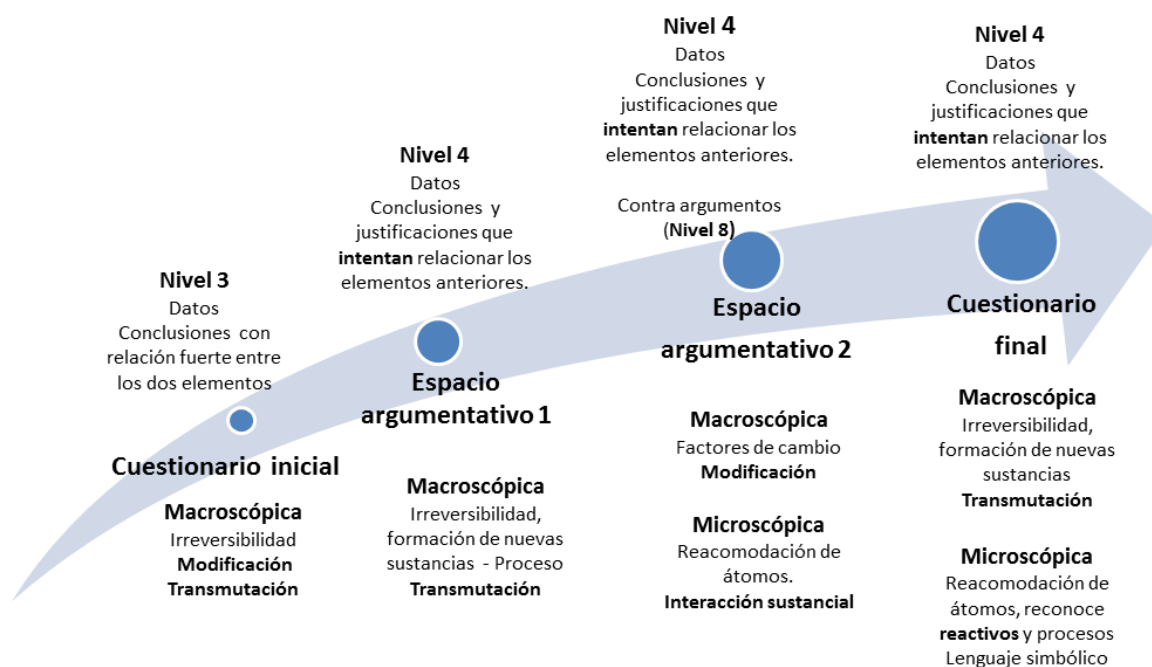 Nivel 3
Datos
Conclusiones con
relación fuerte entre
los dos elementos
Cuestionario inicial
Macroscópica
Irreversibilidad
Modificación
Transmutación
Nivel 4
Datos
Conclusiones y
justificaciones que
intentan relacionar los
elementos anteriores.
Espacio
argumentativo 1
Macroscópica
Irreversibilidad,
formación de nuevas
sustancias - Proceso
Transmutación
Nivel 4
Datos
Conclusiones y
justificaciones que
intentan relacionar los
elementos anteriores.
Contra argumentos
(Nivel 8)
Espacio
argumentativo 2
Macroscópica
Factores de cambio
Modificación
Microscópica
Reacomodación de
átomos.
Interacción sustancial
Nivel 4
Datos
Conclusiones y
justificaciones que
intentan relacionar los
elementos anteriores.
Cuestionario
final
Macroscópica
Irreversibilidad,
formación de nuevas
sustancias
Transmutación
Microscópica
Reacomodación de
átomos, reconoce
reactivos y procesos
Lenguaje simbólico